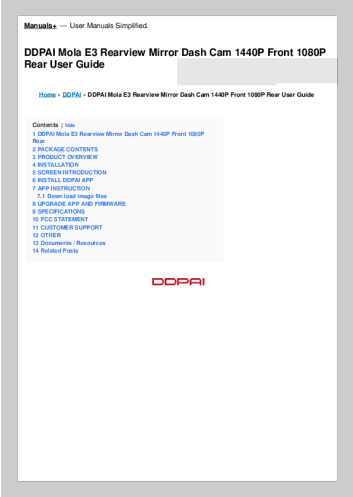 Manuals+ — User Manuals Simplified.
DDPAI Mola E3 Rearview Mirror Dash Cam 1440P Front 1080P
Rear User Guide
Home » DDPAI » DDPAI Mola E3 Rearview Mirror Dash Cam 1440P Front 1080P Rear User Guide
Contents [ hide
1 DDPAI Mola E3 Rearview Mirror Dash Cam 1440P Front 1080P
Rear
2 PACKAGE CONTENTS
3 PRODUCT OVERVIEW
4 INSTALLATION
5 SCREEN INTRODUCTION
6 INSTALL DDPAI APP
7 APP INSTRUCTION
7.1 Download image files
8 UPGRADE APP AND FIRMWARE
9 SPECIFICATIONS
10 FCC STATEMENT
11 CUSTOMER SUPPORT
12 OTHER
13 Documents / Resources
14 Related Posts
DDPAI